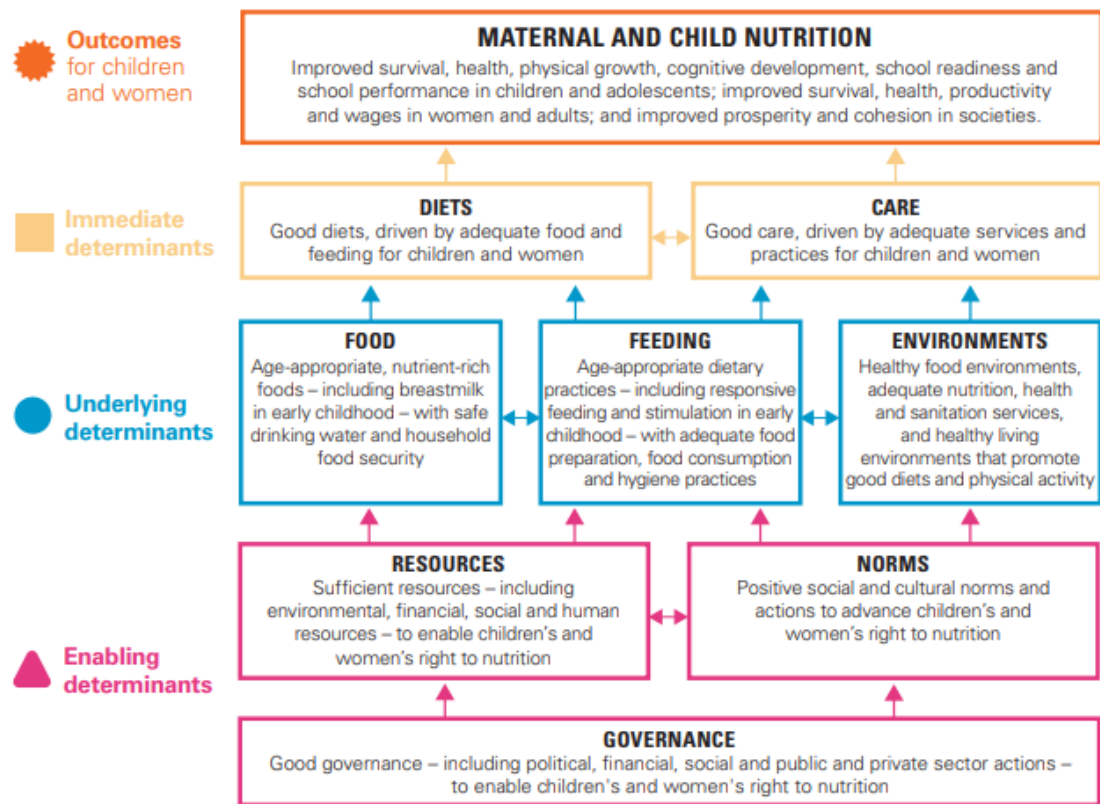 Outcomes
for children
and women
MATERNAL AND CHILD NUTRITION
Improved survival, health, physical growth, cognitive development, school readiness and
school performance in children and adolescents; improved survival, health, productivity
and wages in women and adults; and improved prosperity and cohesion in societies.
Immediate
determinants
DIETS
Good diets, driven by adequate food and
feeding for children and women
CARE
Good care, driven by adequate services and
practices for children and women
Underlying
determinants
FOOD
Age-appropriate, nutrient-rich
foods – including breastmilk
in early childhood – with safe
drinking water and household
food security
FEEDING
Age-appropriate dietary
practices – including responsive
feeding and stimulation in early
childhood – with adequate food
preparation, food consumption
and hygiene practices
ENVIRONMENTS
Healthy food environments,
adequate nutrition, health
and sanitation services,
and healthy living
environments that promote
good diets and physical activity
Enabling
determinants
RESOURCES
Sufficient resources – including
environmental, financial, social and human
resources – to enable children’s and
women’s right to nutrition
NORMS
Positive social and cultural norms and
actions to advance children’s and
women’s right to nutrition
GOVERNANCE
Good governance – including political, financial, social and public and private sector actions –
to enable children's and women's right to nutrition